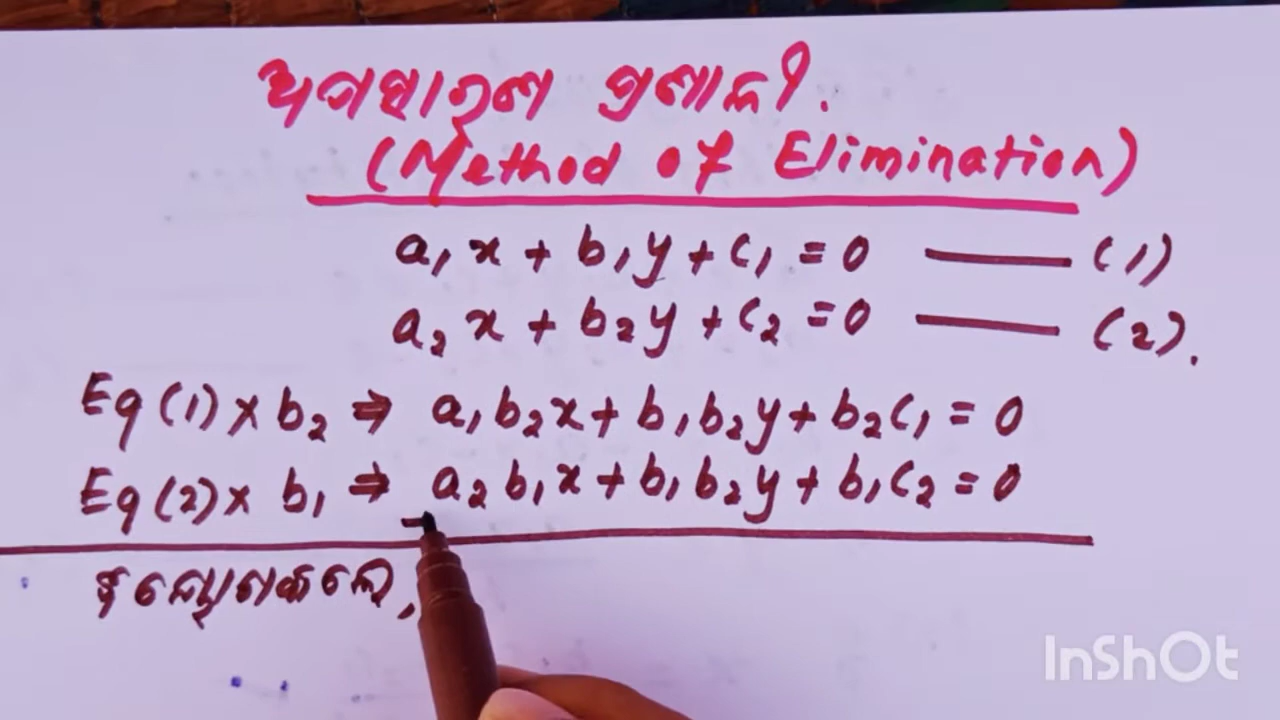 ଅପସାରଣ ପ୍ରଣାଳୀ.
(Method of Elimination)
a₁x + b₁y + c₁ = 0 —— (1)
a₂x + b₂y + c₂ = 0 —— (2).
Eq (1) × b₂ ⇒ a₁b₂x + b₁b₂y + b₂c₁ = 0
Eq (2) × b₁ ⇒ a₂b₁x + b₁b₂y + b₁c₂ = 0
InShOt